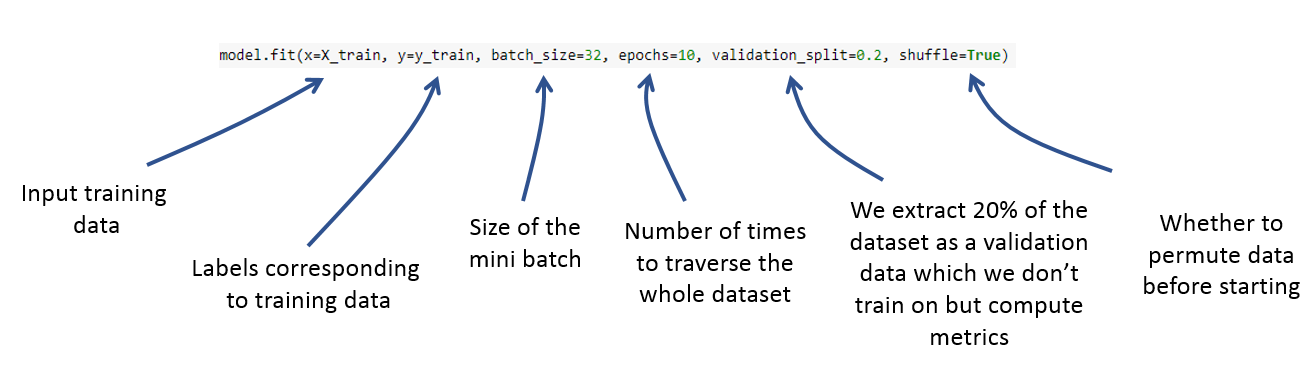 model.fit(x=X_train, y=y_train, batch_size=32, epochs=10, validation_split=0.2, shuffle=True)
Input training
data
Labels corresponding
to training data
Size of the
mini batch
Number of times
to traverse the
whole dataset
We extract 20% of the
dataset as a validation
data which we don’t
train on but compute
metrics
Whether to
permute data
before starting